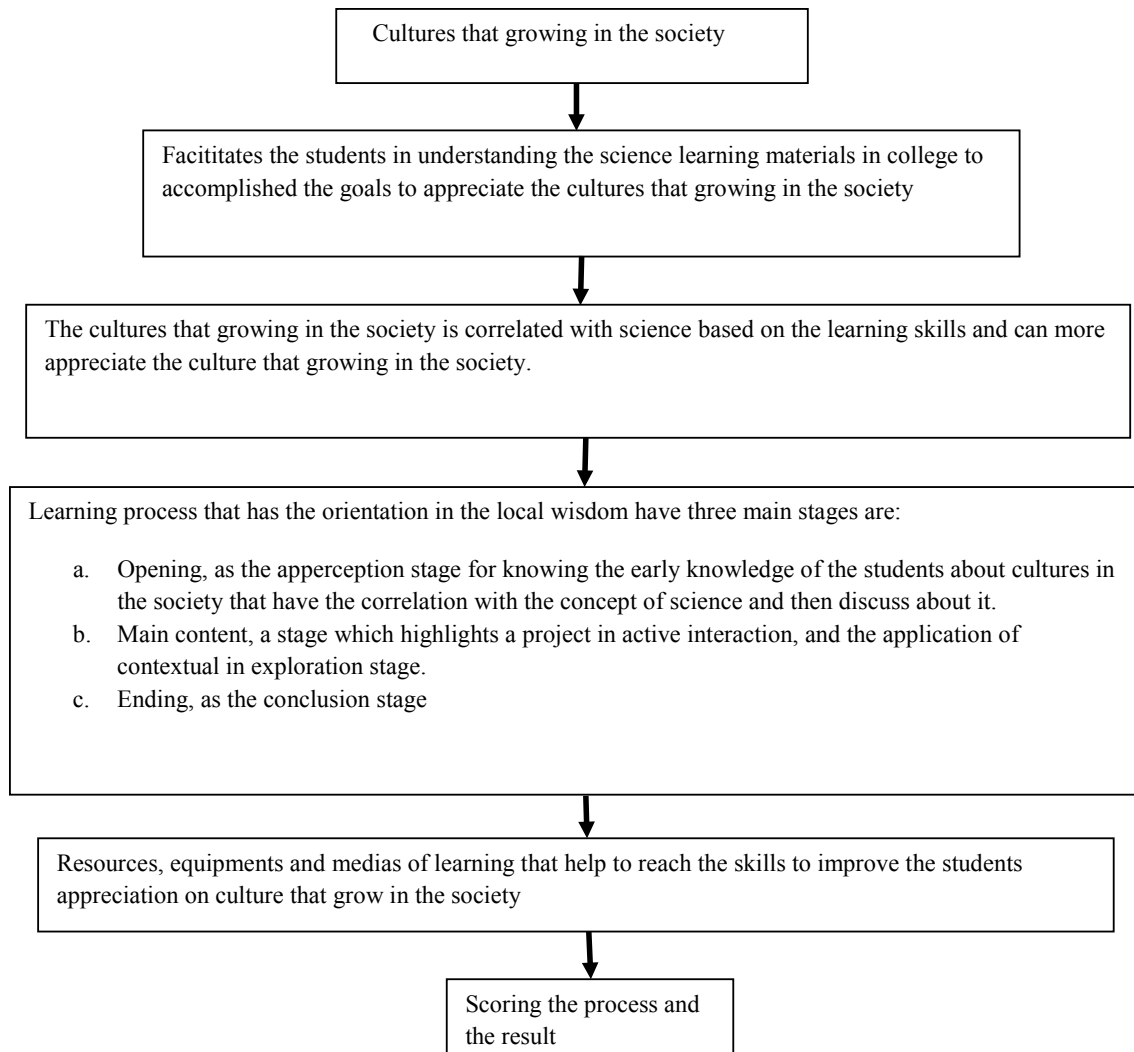 Cultures that growing in the society
Facititates the students in understanding the science learning materials in college to
accomplished the goals to appreciate the cultures that growing in the society
The cultures that growing in the society is correlated with science based on the learning skills and can more
appreciate the culture that growing in the society.
Learning process that has the orientation in the local wisdom have three main stages are:
a. Opening, as the apperception stage for knowing the early knowledge of the students about cultures in
the society that have the correlation with the concept of science and then discuss about it.
b. Main content, a stage which highlights a project in active interaction, and the application of
contextual in exploration stage.
c. Ending, as the conclusion stage
Resources, equipments and medias of learning that help to reach the skills to improve the students
appreciation on culture that grow in the society
Scoring the process and
the result